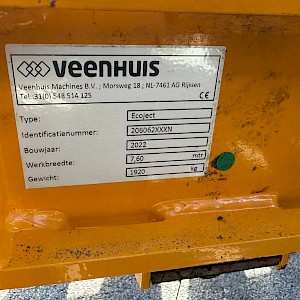 VEENHUIS
Veenhuis Machines B.V. ; Morsweg 18 ; NL-7461 AG Rijssen
Tel.:31(0) 548 514 125 CE
Type: Ecoject
Identificatienummer: 206062XXXN
Bouwjaar: 2022
Werkbreedte: 7,60 mtr
Gewicht: 1920 kg